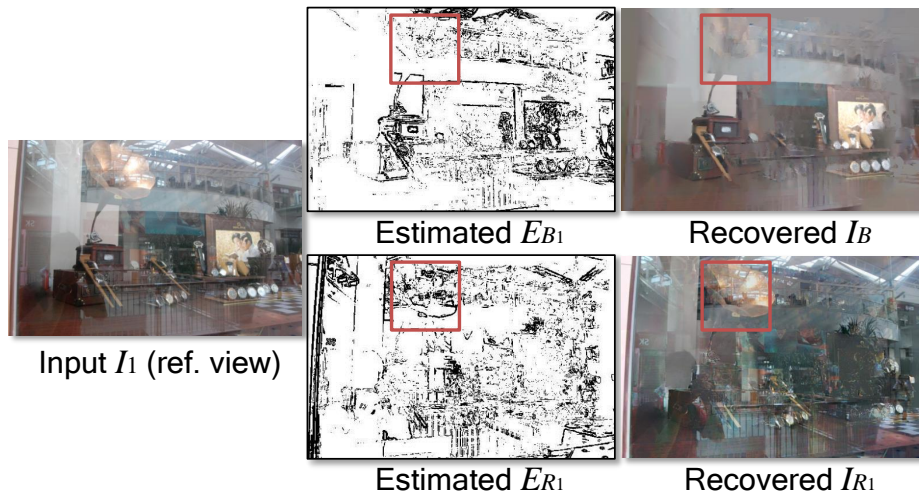 Estimated EB1
Recovered IB
Input I1 (ref. view)
Estimated ER1
Recovered IR1